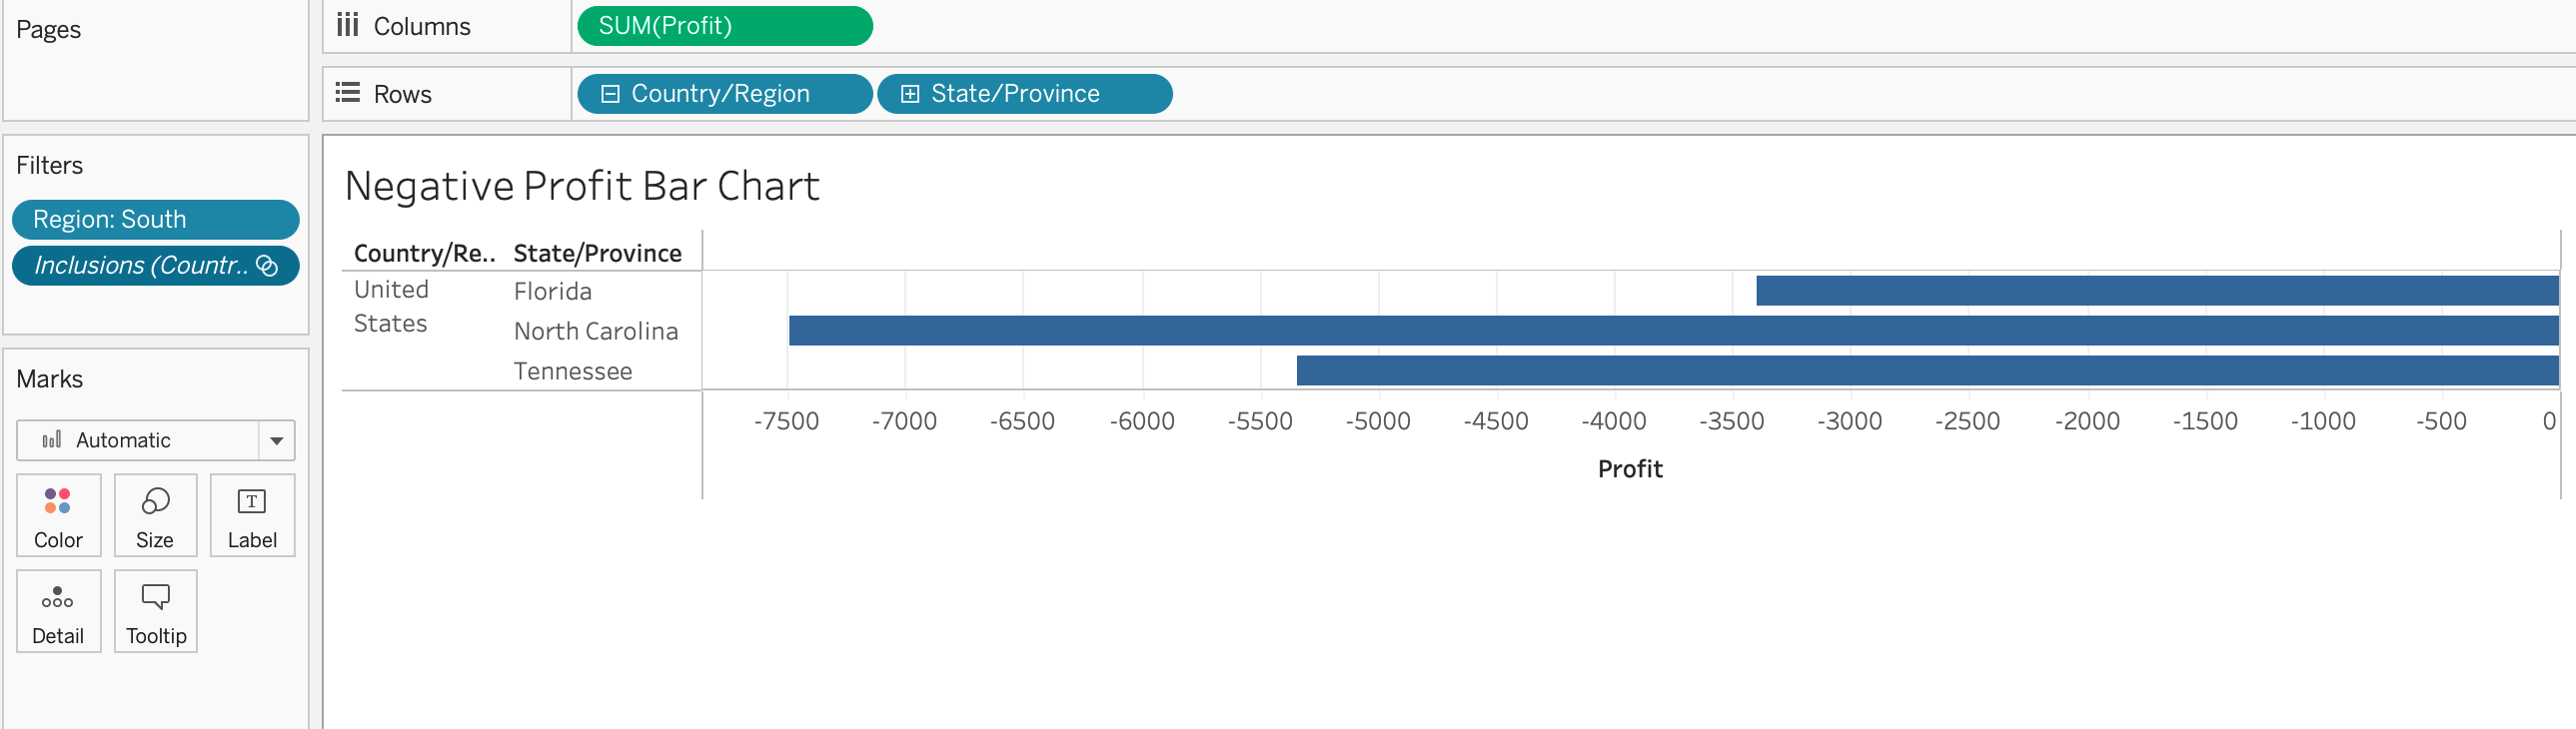 Pages
Columns
SUM(Profit)
Rows
Country/Region
State/Province
Filters
Region: South
Inclusions (Countr..
Marks
Automatic
Color
Size
T
Label
Detail
Tooltip
Negative Profit Bar Chart
Country/Re.. State/Province
United States
Florida
North Carolina
Tennessee
-7500 -7000 -6500 -6000 -5500 -5000 -4500 -4000 -3500 -3000 -2500 -2000 -1500 -1000 -500 0
Profit